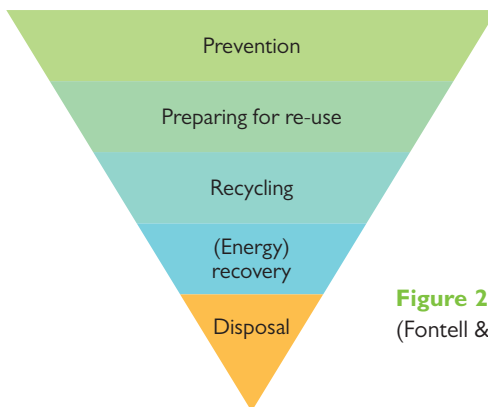 Prevention
Preparing for re-use
Recycling
(Energy)
recovery
Disposal
Figure 2
(Fontell &